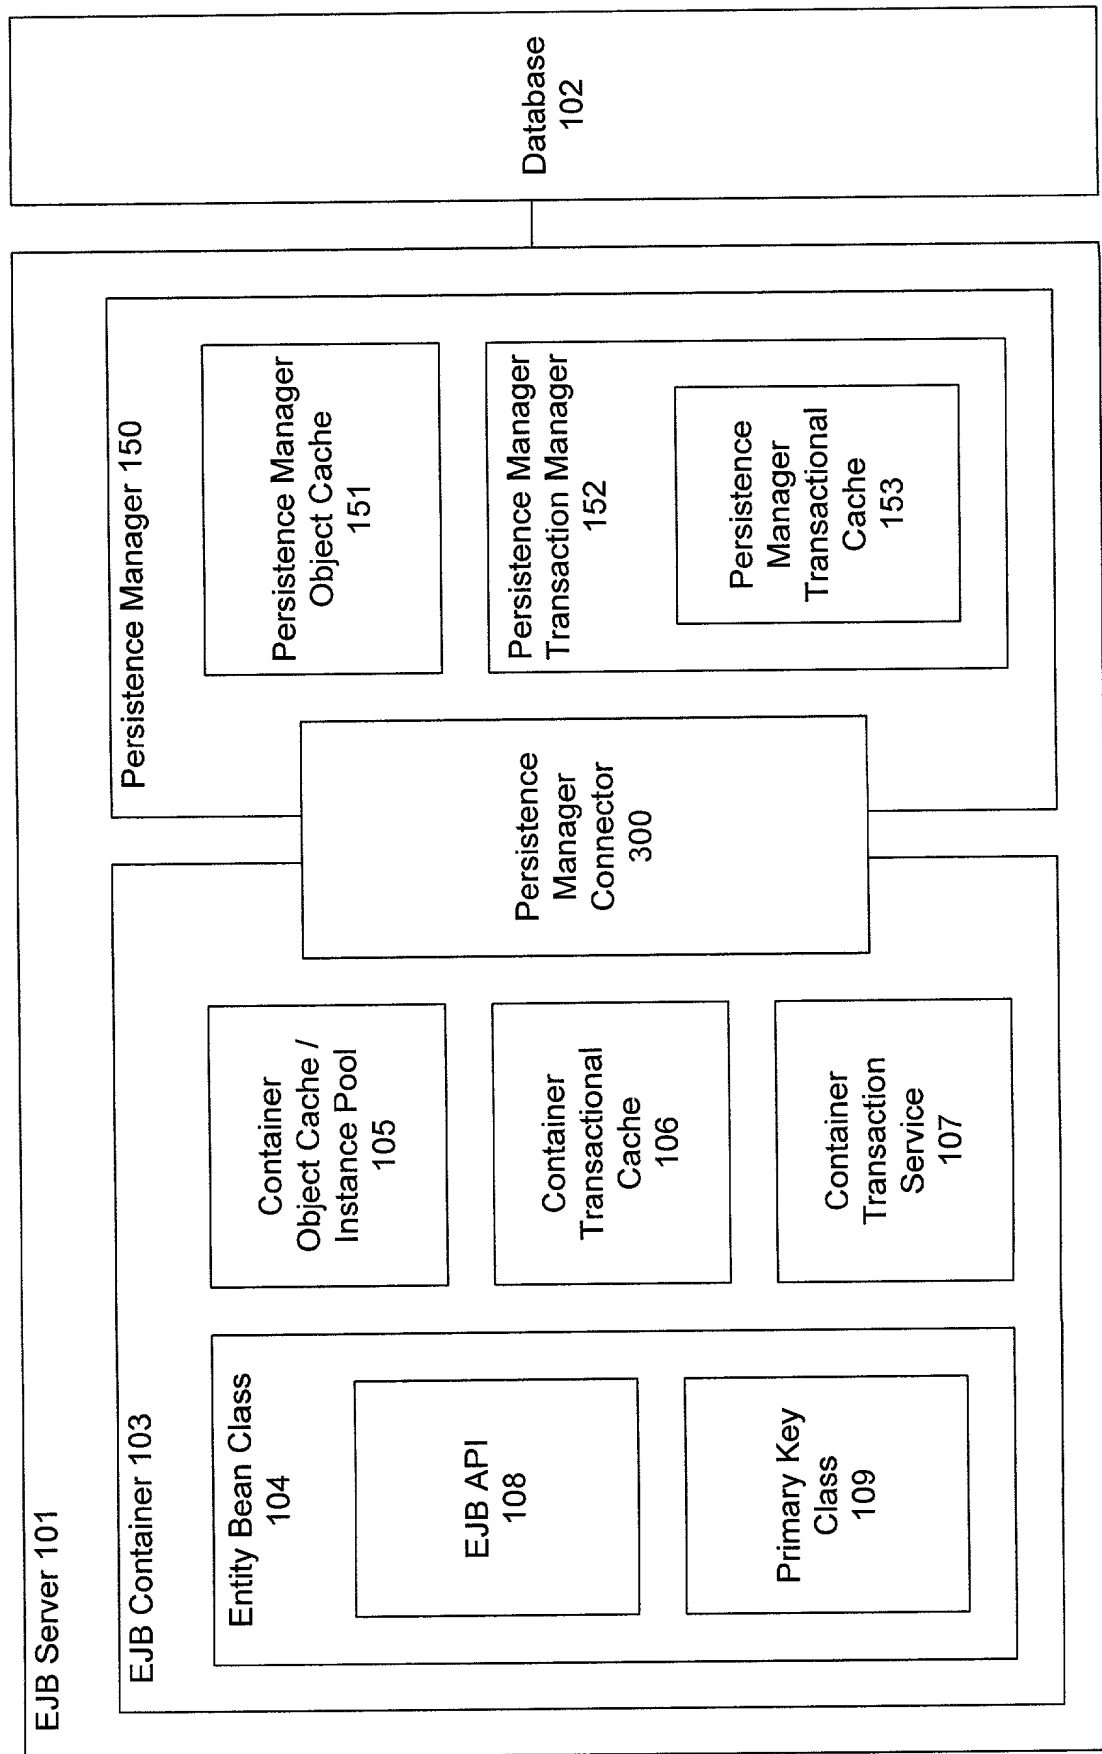 EJB Server 101
EJB Container 103
Entity Bean Class
104
EJB API
108
Primary Key
Class
109
Container
Object Cache /
Instance Pool
105
Container
Transactional
Cache
106
Container
Transaction
Service
107
Persistence
Manager
Connector
300
Persistence Manager 150
Persistence Manager
Object Cache
151
Persistence Manager
Transaction Manager
152
Persistence
Manager
Transactional
Cache
153
Database
102